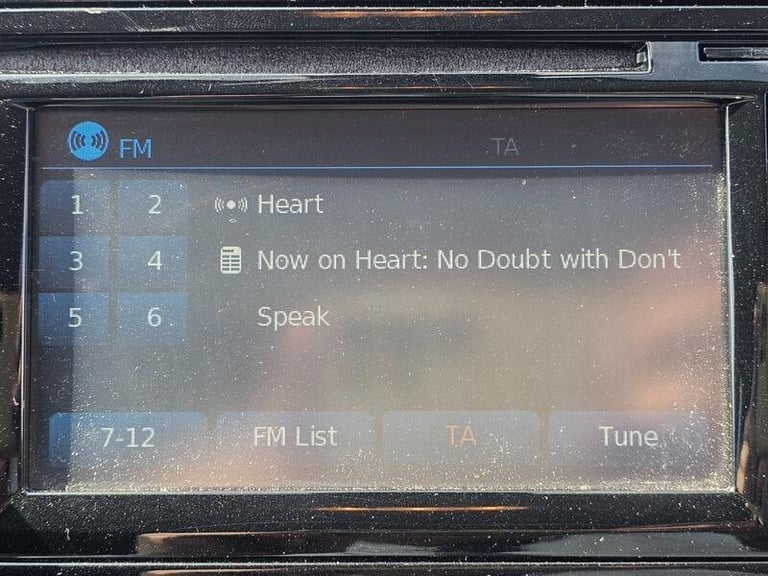 FM TA
1 2 Heart
3 4 Now on Heart: No Doubt with Don't
5 6 Speak
7-12 FM List TA Tune